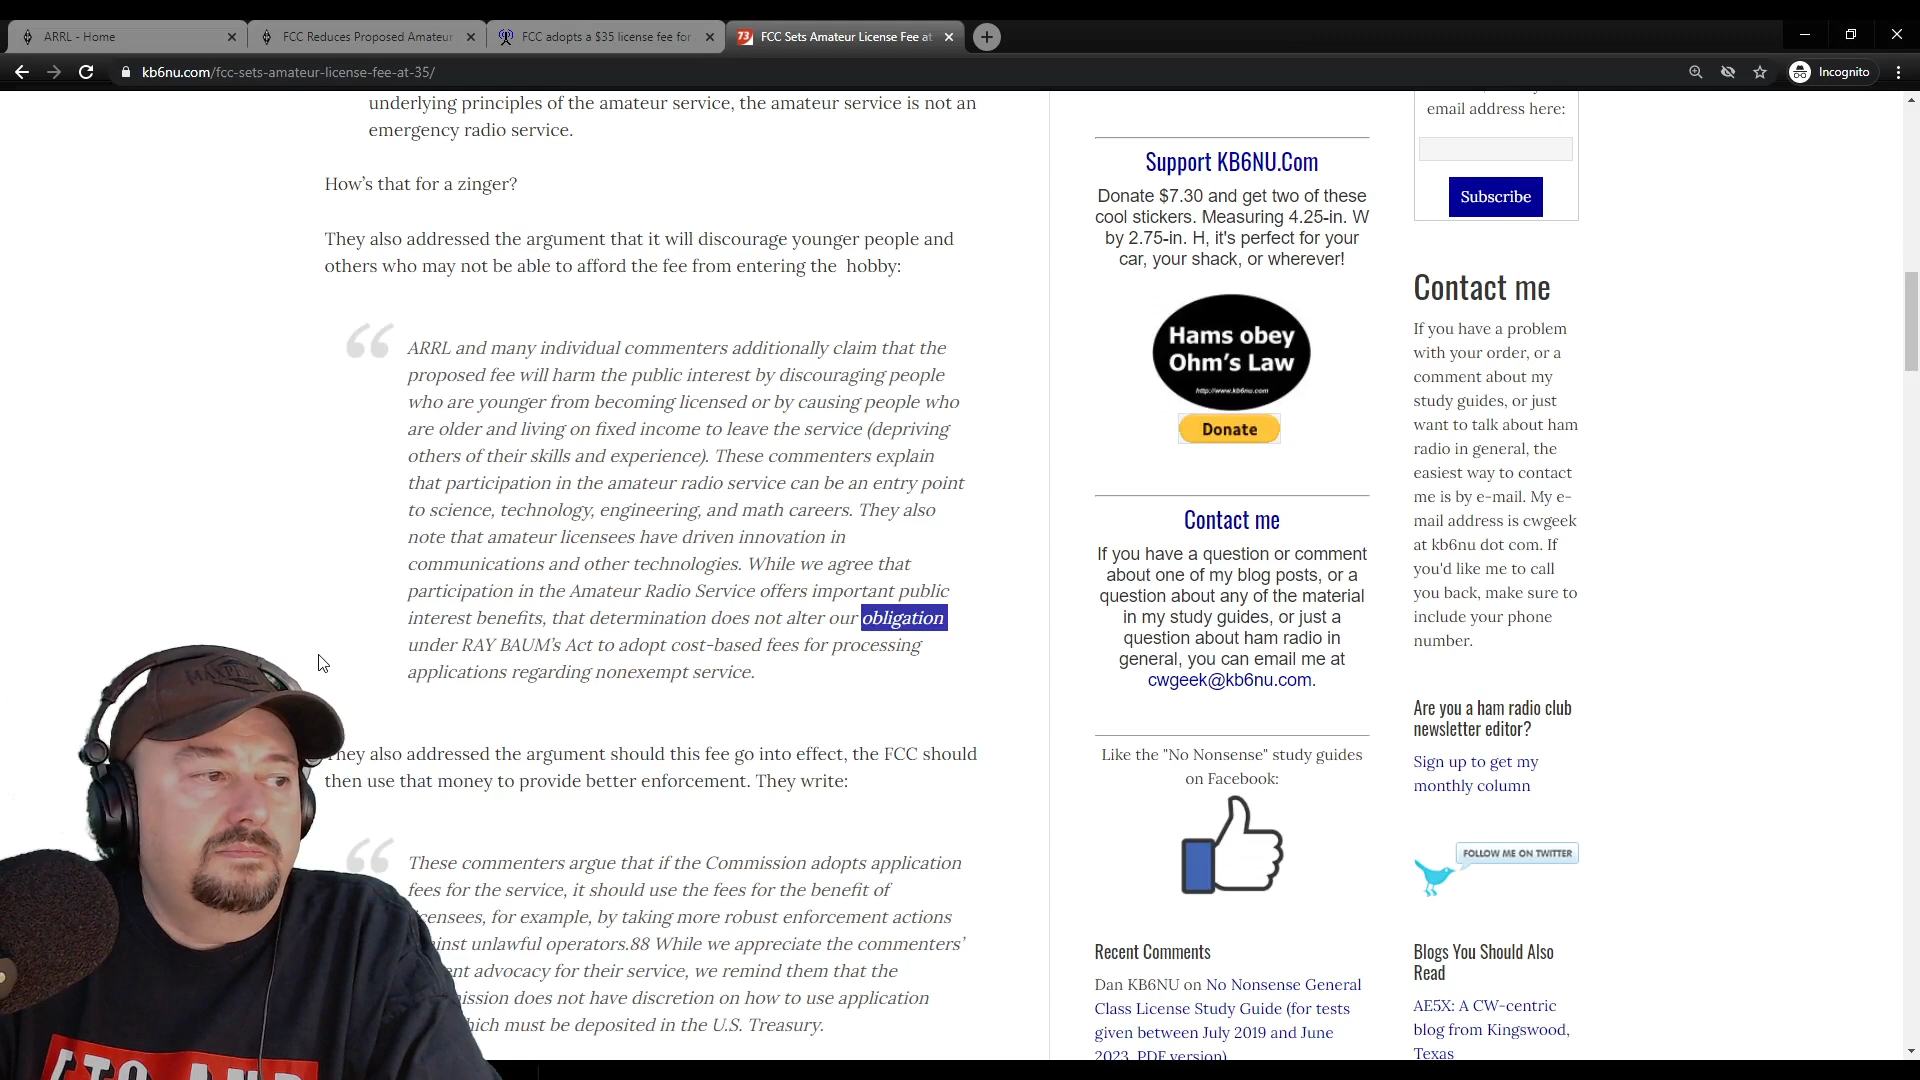 ARRL - Home
FCC Reduces Proposed Amateur
FCC adopts a $35 license fee for
73 FCC Sets Amateur License Fee at
kb6nu.com/fcc-sets-amateur-license-fee-at-35/
Incognito
underlying principles of the amateur service, the amateur service is not an
emergency radio service.
How's that for a zinger?
They also addressed the argument that it will discourage younger people and
others who may not be able to afford the fee from entering the hobby:
ARRL and many individual commenters additionally claim that the
proposed fee will harm the public interest by discouraging people
who are younger from becoming licensed or by causing people who
are older and living on fixed income to leave the service (depriving
others of their skills and experience). These commenters explain
that participation in the amateur radio service can be an entry point
to science, technology, engineering, and math careers. They also
note that amateur licensees have driven innovation in
communications and other technologies. While we agree that
participation in the Amateur Radio Service offers important public
interest benefits, that determination does not alter our obligation
under RAY BAUM's Act to adopt cost-based fees for processing
applications regarding nonexempt service.
hey also addressed the argument should this fee go into effect, the FCC should
then use that money to provide better enforcement. They write:
These commenters argue that if the Commission adopts application
fees for the service, it should use the fees for the benefit of
censees, for example, by taking more robust enforcement actions
inst unlawful operators.88 While we appreciate the commenters'
nt advocacy for their service, we remind them that the
ission does not have discretion on how to use application
hich must be deposited in the U.S. Treasury.
Support KB6NU.Com
Donate $7.30 and get two of these
cool stickers. Measuring 4.25-in. W
by 2.75-in. H, it's perfect for your
car, your shack, or wherever!
Hams obey
Ohm's Law
http://www.kb6nu.com
Donate
Contact me
If you have a question or comment
about one of my blog posts, or a
question about any of the material
in my study guides, or just a
question about ham radio in
general, you can email me at
cwgeek@kb6nu.com.
Like the "No Nonsense" study guides
on Facebook:
Recent Comments
Dan KB6NU on No Nonsense General
Class License Study Guide (for tests
given between July 2019 and June
2023, PDF version)
email address here:
Subscribe
Contact me
If you have a problem
with your order, or a
comment about my
study guides, or just
want to talk about ham
radio in general, the
easiest way to contact
me is by e-mail. My e-
mail address is cwgeek
at kb6nu dot com. If
you'd like me to call
you back, make sure to
include your phone
number.
Are you a ham radio club
newsletter editor?
Sign up to get my
monthly column
FOLLOW ME ON TWITTER
Blogs You Should Also
Read
AE5X: A CW-centric
blog from Kingswood,
Texas